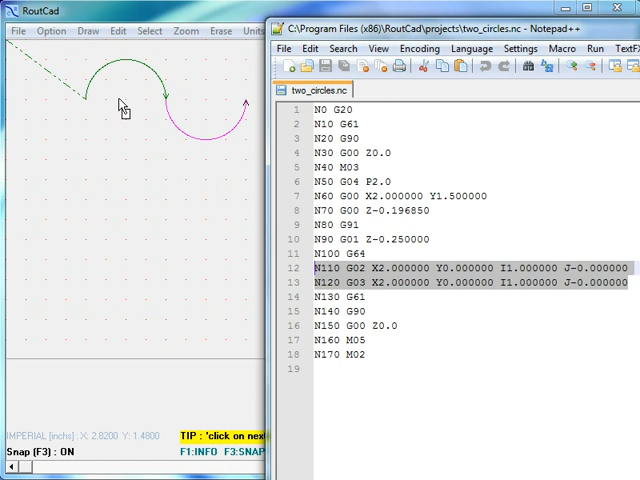 RoutCad
File Option Draw Edit Select Zoom Erase Units
IMPERIAL [inchs] : X: 2.8200 Y: 1.4800
TIP : 'click on nex
Snap (F3) : ON
F1:INFO F3:SNAP
C:\Program Files (x86)\RoutCad\projects\two_circles.nc - Notepad++
File Edit Search View Encoding Language Settings Macro Run TextFX
two_circles.nc
1 N0 G20
2 N10 G61
3 N20 G90
4 N30 G00 Z0.0
5 N40 M03
6 N50 G04 P2.0
7 N60 G00 X2.000000 Y1.500000
8 N70 G00 Z-0.196850
9 N80 G91
10 N90 G01 Z-0.250000
11 N100 G64
12 N110 G02 X2.000000 Y0.000000 I1.000000 J-0.000000
13 N120 G03 X2.000000 Y0.000000 I1.000000 J-0.000000
14 N130 G61
15 N140 G90
16 N150 G00 Z0.0
17 N160 M05
18 N170 M02
19